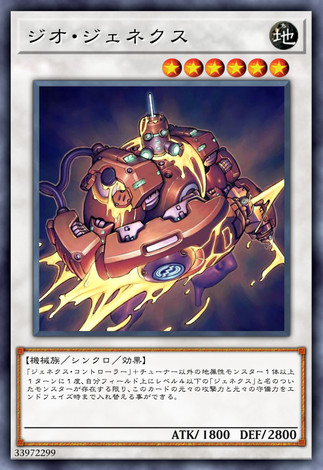 ジオ・ジェネクス
地
【機械族／シンクロ／効果】
「ジェネクス・コントローラー」＋チューナー以外の地属性モンスター１体以上
１ターンに１度、自分フィールド上にレベル４以下の「ジェネクス」と名のつい
たモンスターが存在する限り、このカードの元々の攻撃力と元々の守備力をエ
ンドフェイズ時まで入れ替える事ができる。
ATK/ 1800 DEF/ 2800
33972299